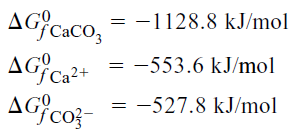 ΔG⁰fCaCO₃ = −1128.8 kJ/mol
ΔG⁰fCa²⁺ = −553.6 kJ/mol
ΔG⁰fCO₃²⁻ = −527.8 kJ/mol